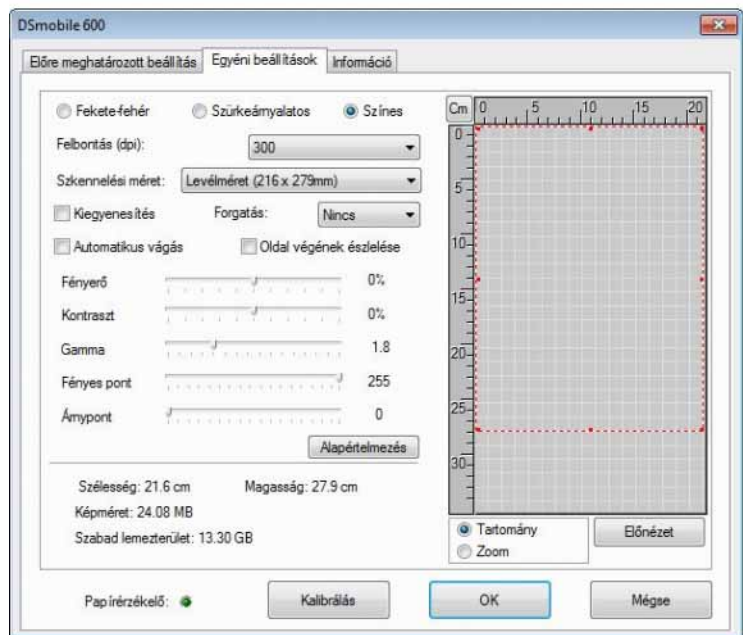 DSmobile 600
Előre meghatározott beállítás Egyéni beállítások Információ
Fekete-fehér Szürkeárnyalatos Színes
Felbontás (dpi): 300
Szkennelési méret: Levélméret (216 x 279mm)
Kiegyenesítés Forgatás: Nincs
Automatikus vágás Oldal végének észlelése
Fényerő 0%
Kontraszt 0%
Gamma 1.8
Fényes pont 255
Árnypont 0
Alapértelmezés
Szélesség: 21.6 cm Magasság: 27.9 cm
Képméret: 24.08 MB
Szabad lemezterület: 13.30 GB
Cm 0 5 10 15 20
0
5
10
15
20
25
30
Tartomány
Zoom
Előnézet
Papírérzékelő: Kalibrálás OK Mégse